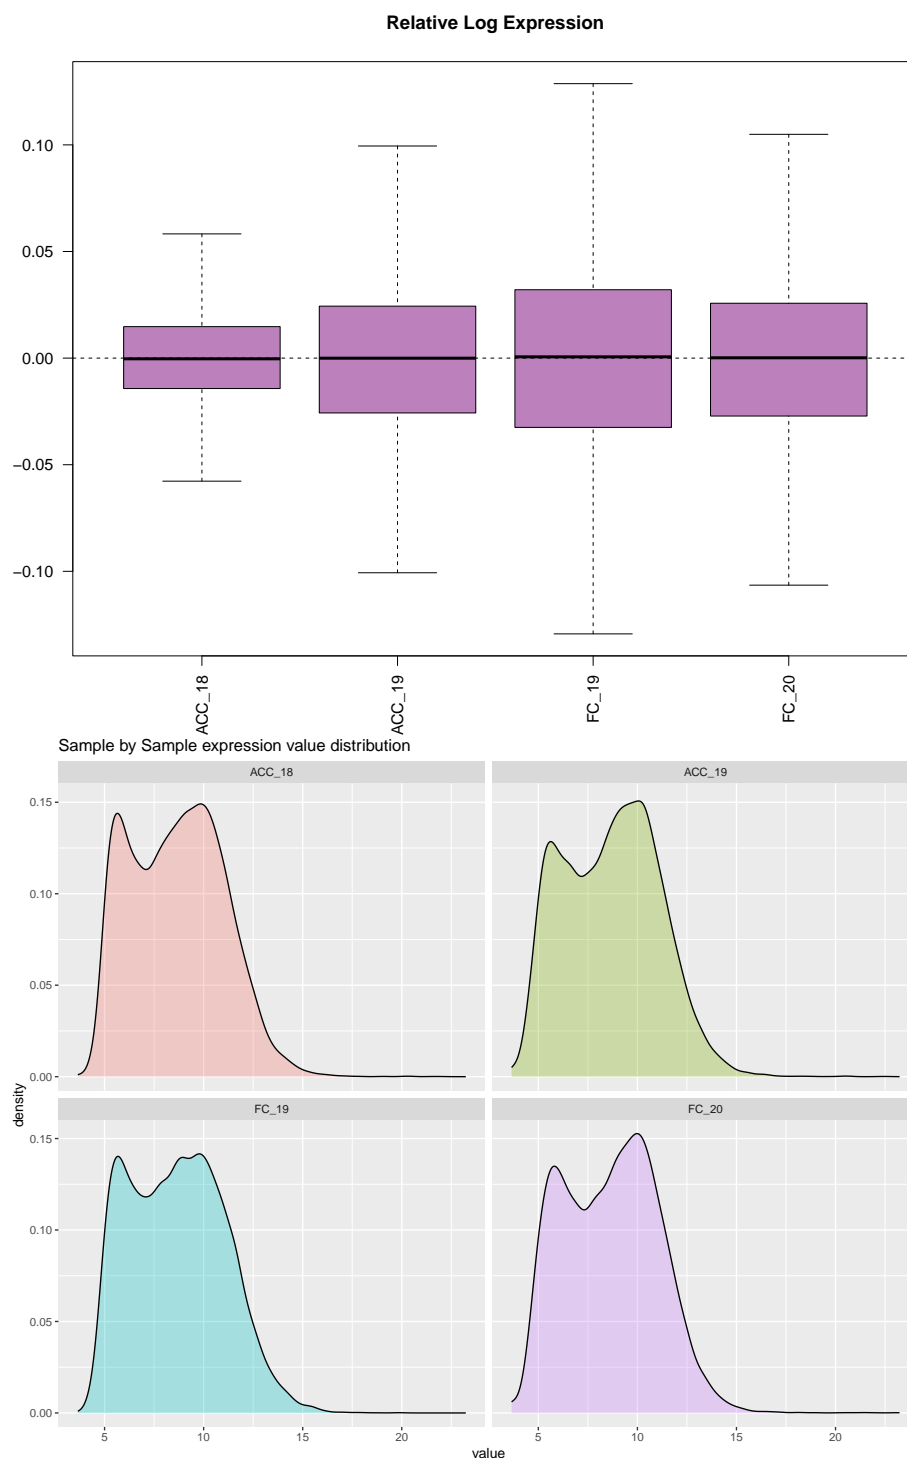 Relative Log Expression
0.10
0.05
0.00
−0.05
−0.10
ACC_18
ACC_19
FC_19
FC_20
Sample by Sample expression value distribution
ACC_18
ACC_19
0.15
0.10
0.05
0.00
FC_19
FC_20
0.15
0.10
0.05
0.00
density
5
10
15
20
5
10
15
20
value